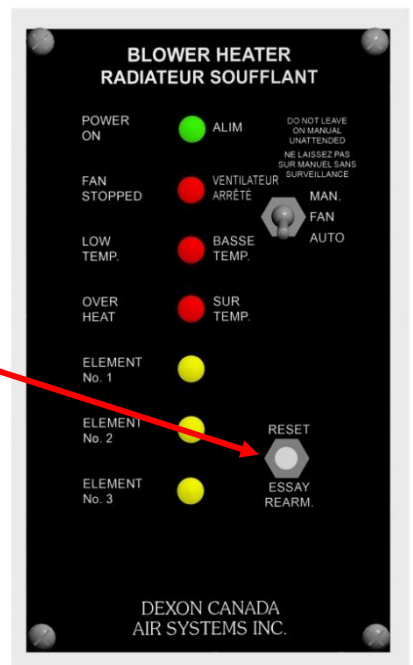 BLOWER HEATER
RADIATEUR SOUFFLANT
POWER
ON
ALIM
DO NOT LEAVE
ON MANUAL
UNATTENDED
NE LAISSEZ PAS
SUR MANUEL SANS
SURVEILLANCE
FAN
STOPPED
VENTILATEUR
ARRÊTÉ
MAN.
FAN
AUTO
LOW
TEMP.
BASSE
TEMP.
OVER
HEAT
SUR
TEMP.
ELEMENT
No. 1
ELEMENT
No. 2
RESET
ELEMENT
No. 3
ESSAY
REARM.
DEXON CANADA
AIR SYSTEMS INC.